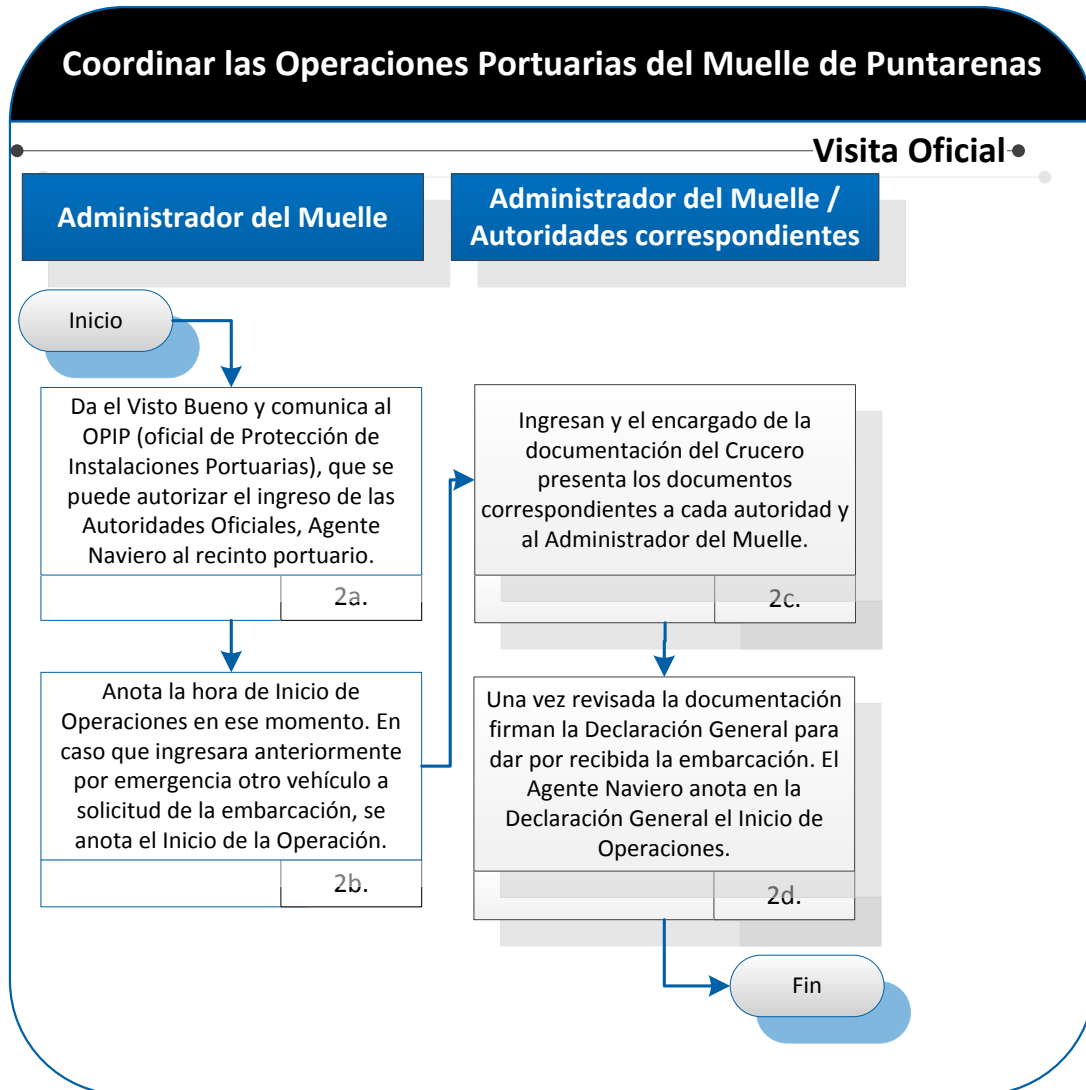 Coordinar las Operaciones Portuarias del Muelle de Puntarenas
Visita Oficial
Administrador del Muelle
Administrador del Muelle /
Autoridades correspondientes
Inicio
Da el Visto Bueno y comunica al
OPIP (oficial de Protección de
Instalaciones Portuarias), que se
puede autorizar el ingreso de las
Autoridades Oficiales, Agente
Naviero al recinto portuario.
2a.
Anota la hora de Inicio de
Operaciones en ese momento. En
caso que ingresara anteriormente
por emergencia otro vehículo a
solicitud de la embarcación, se
anota el Inicio de la Operación.
2b.
Ingresan y el encargado de la
documentación del Crucero
presenta los documentos
correspondientes a cada autoridad y
al Administrador del Muelle.
2c.
Una vez revisada la documentación
firman la Declaración General para
dar por recibida la embarcación. El
Agente Naviero anota en la
Declaración General el Inicio de
Operaciones.
2d.
Fin